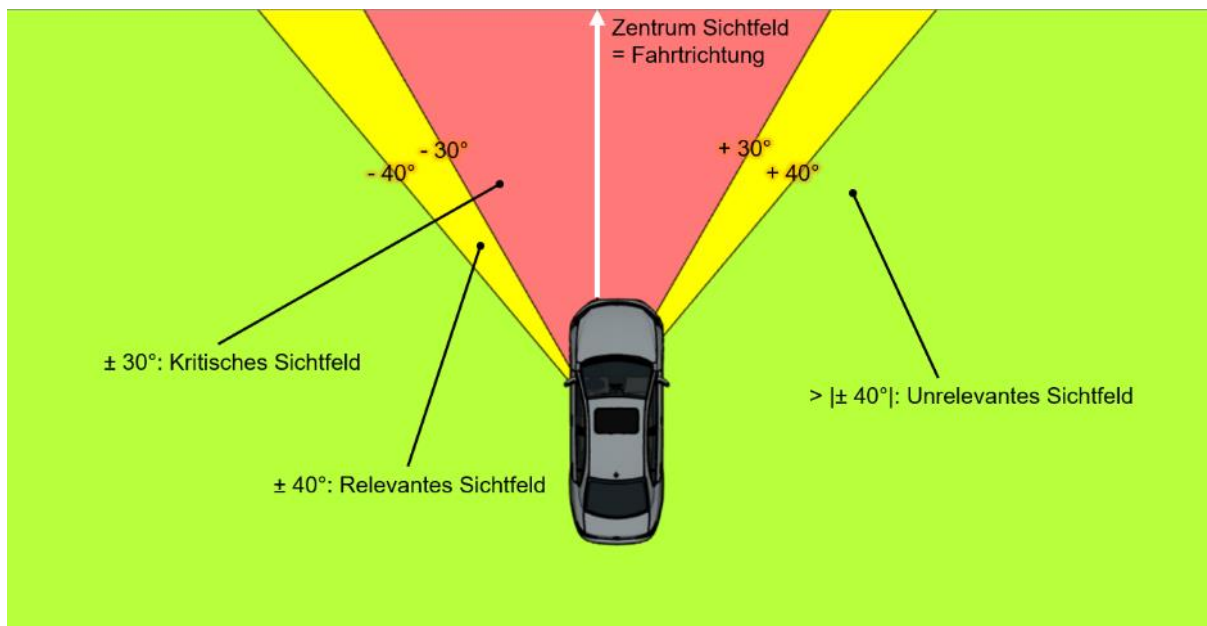 Zentrum Sichtfeld
= Fahrtrichtung
- 30°
- 40°
+ 30°
+ 40°
± 30°: Kritisches Sichtfeld
> |± 40°|: Unrelevantes Sichtfeld
± 40°: Relevantes Sichtfeld